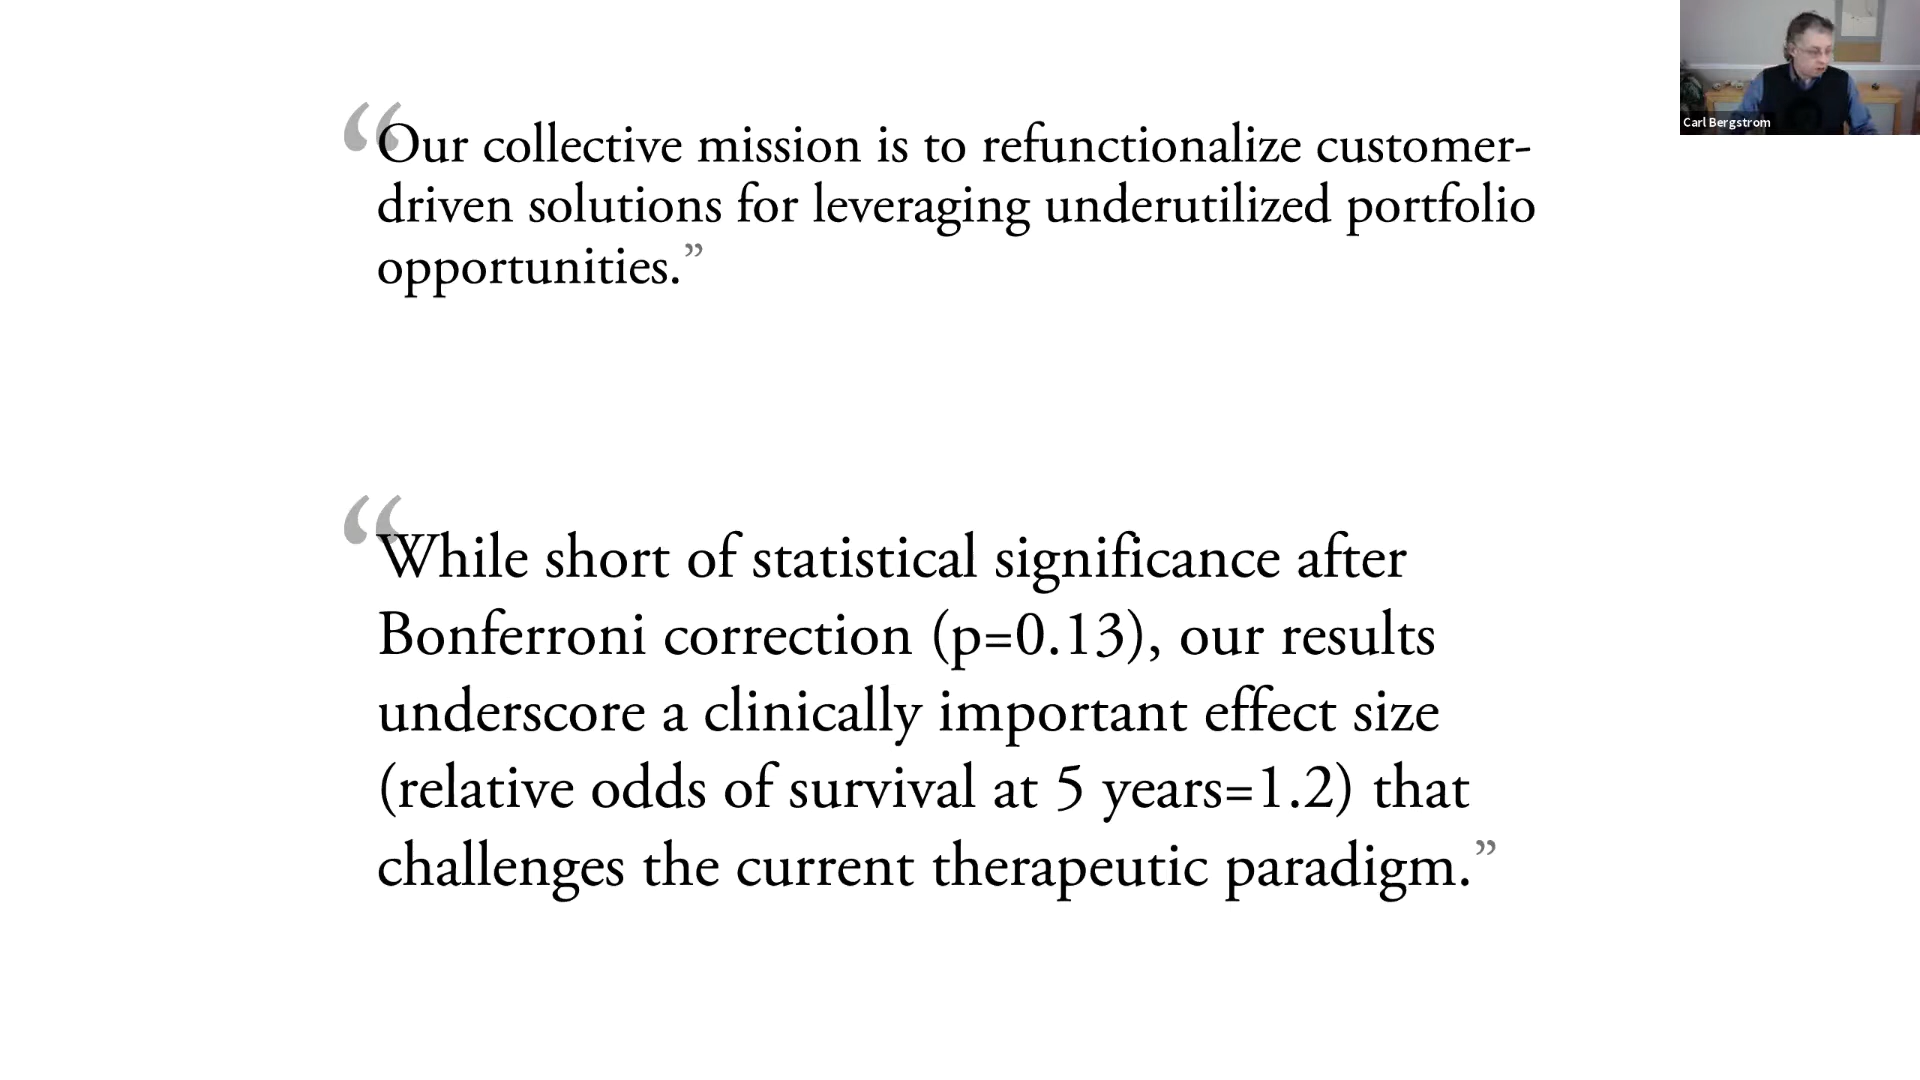 “Our collective mission is to refunctionalize customer-
driven solutions for leveraging underutilized portfolio
opportunities.”
“While short of statistical significance after
Bonferroni correction (p=0.13), our results
underscore a clinically important effect size
(relative odds of survival at 5 years=1.2) that
challenges the current therapeutic paradigm.”
Carl Bergstrom